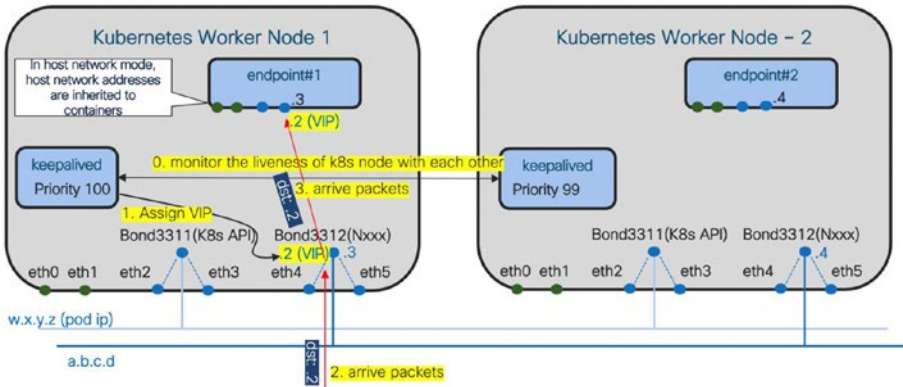 Kubernetes Worker Node 1
In host network mode,
host network addresses
are inherited to
containers
endpoint#1
.3
.2 (VIP)
keepalived
Priority 100
0. monitor the liveness of k8s node with each other
dst: .2
3. arrive packets
1. Assign VIP
Bond3311(K8s API)
Bond3312(Nxxx)
.2 (VIP)
.3
eth0
eth1
eth2
eth3
eth4
eth5
Kubernetes Worker Node – 2
endpoint#2
.4
keepalived
Priority 99
Bond3311(K8s API)
Bond3312(Nxxx)
.4
eth0
eth1
eth2
eth3
eth4
eth5
w.x.y.z (pod ip)
a.b.c.d
dst: .2
2. arrive packets